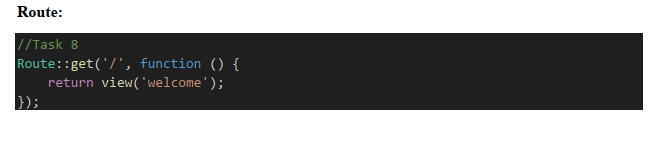 Route:
//Task 8
Route::get('/', function () {
    return view('welcome');
});